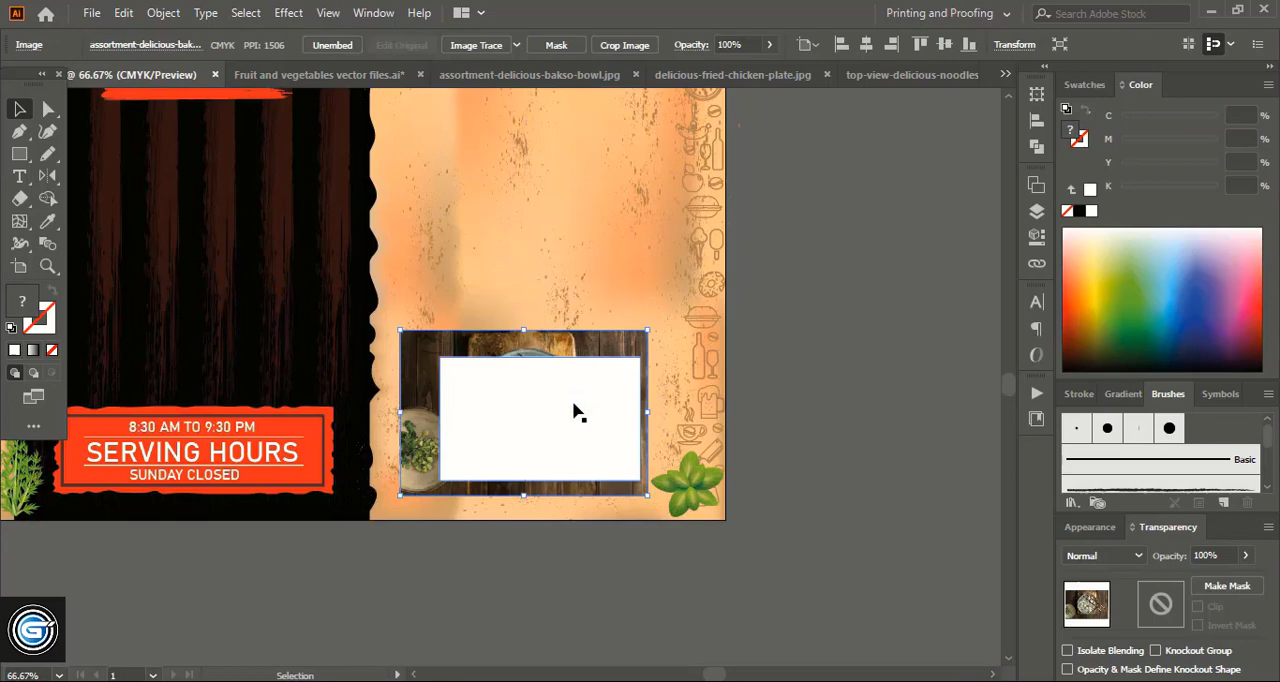 Ai
File
Edit
Object
Type
Select
Effect
View
Window
Help
Printing and Proofing
Search Adobe Stock
Image
assortment-delicious-bak...
CMYK
PPI: 1506
Unembed
Edit Original
Image Trace
Mask
Crop Image
Opacity:
100%
Transform
@ 66.67% (CMYK/Preview)
Fruit and vegetables vector files.ai*
assortment-delicious-bakso-bowl.jpg
delicious-fried-chicken-plate.jpg
top-view-delicious-noodles
Swatches
Color
C
%
M
%
Y
%
K
%
?
?
T
8:30 AM TO 9:30 PM
SERVING HOURS
SUNDAY CLOSED
Stroke
Gradient
Brushes
Symbols
Basic
Appearance
Transparency
Normal
Opacity:
100%
Make Mask
Clip
Invert Mask
Isolate Blending
Knockout Group
Opacity & Mask Define Knockout Shape
66.67%
1
Selection